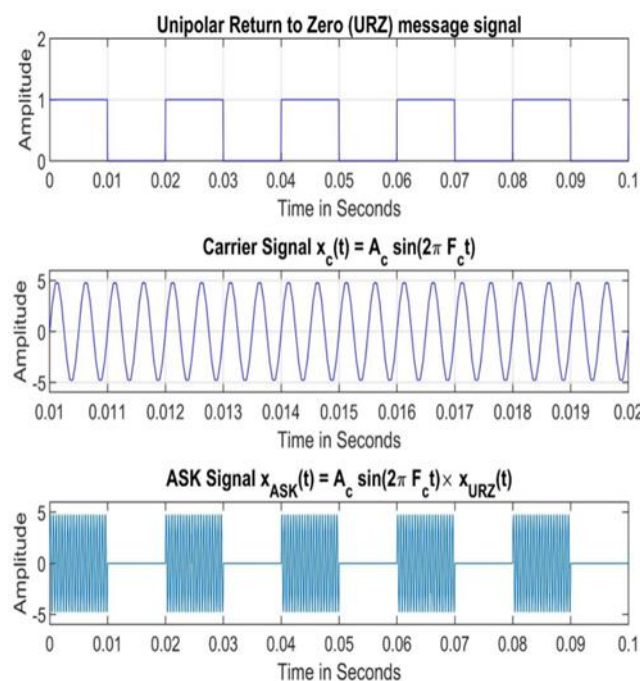 Unipolar Return to Zero (URZ) message signal
2
1
0
Amplitude
0 0.01 0.02 0.03 0.04 0.05 0.06 0.07 0.08 0.09 0.1
Time in Seconds
Carrier Signal x_c(t) = A_c sin(2π F_c t)
5
0
-5
Amplitude
0.01 0.011 0.012 0.013 0.014 0.015 0.016 0.017 0.018 0.019 0.02
Time in Seconds
ASK Signal x_ASK(t) = A_c sin(2π F_c t)× x_URZ(t)
5
0
-5
Amplitude
0 0.01 0.02 0.03 0.04 0.05 0.06 0.07 0.08 0.09 0.1
Time in Seconds